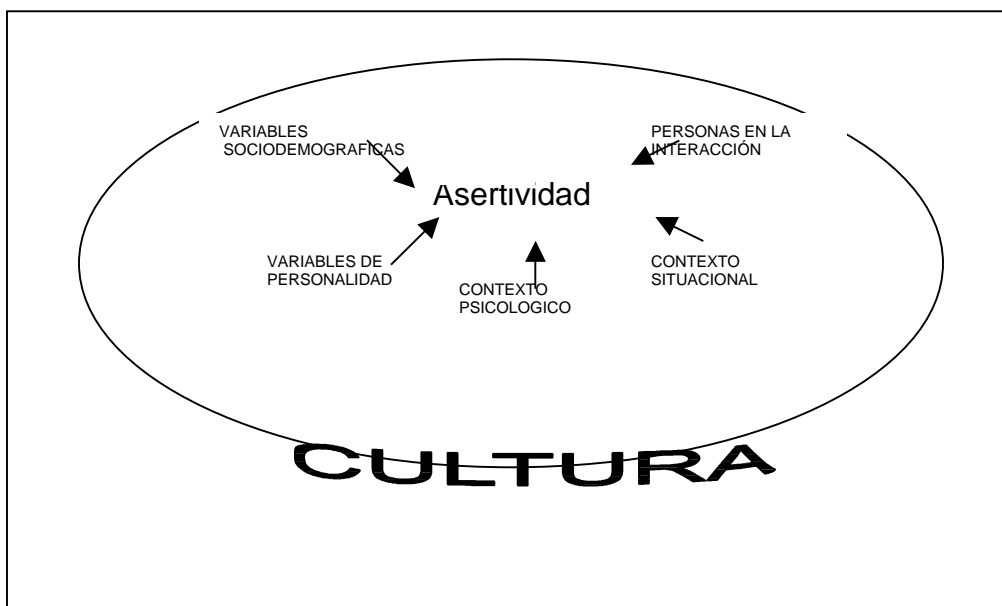 VARIABLES
SOCIODEMOGRAFICAS
PERSONAS EN LA
INTERACCIÓN
Asertividad
VARIABLES DE
PERSONALIDAD
CONTEXTO
PSICOLOGICO
CONTEXTO
SITUACIONAL
CULTURA